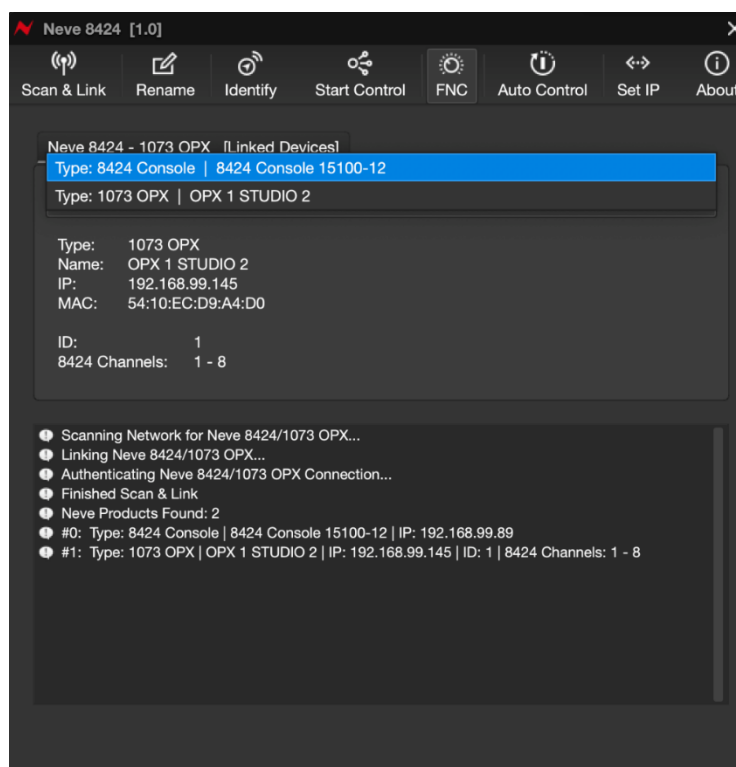 Neve 8424 [1.0]
Scan & Link Rename Identify Start Control FNC Auto Control Set IP About
Neve 8424 - 1073 OPX [Linked Devices]
Type: 8424 Console | 8424 Console 15100-12
Type: 1073 OPX | OPX 1 STUDIO 2
Type: 1073 OPX
Name: OPX 1 STUDIO 2
IP: 192.168.99.145
MAC: 54:10:EC:D9:A4:D0
ID: 1
8424 Channels: 1 - 8
Scanning Network for Neve 8424/1073 OPX...
Linking Neve 8424/1073 OPX...
Authenticating Neve 8424/1073 OPX Connection...
Finished Scan & Link
Neve Products Found: 2
#0: Type: 8424 Console | 8424 Console 15100-12 | IP: 192.168.99.89
#1: Type: 1073 OPX | OPX 1 STUDIO 2 | IP: 192.168.99.145 | ID: 1 | 8424 Channels: 1 - 8